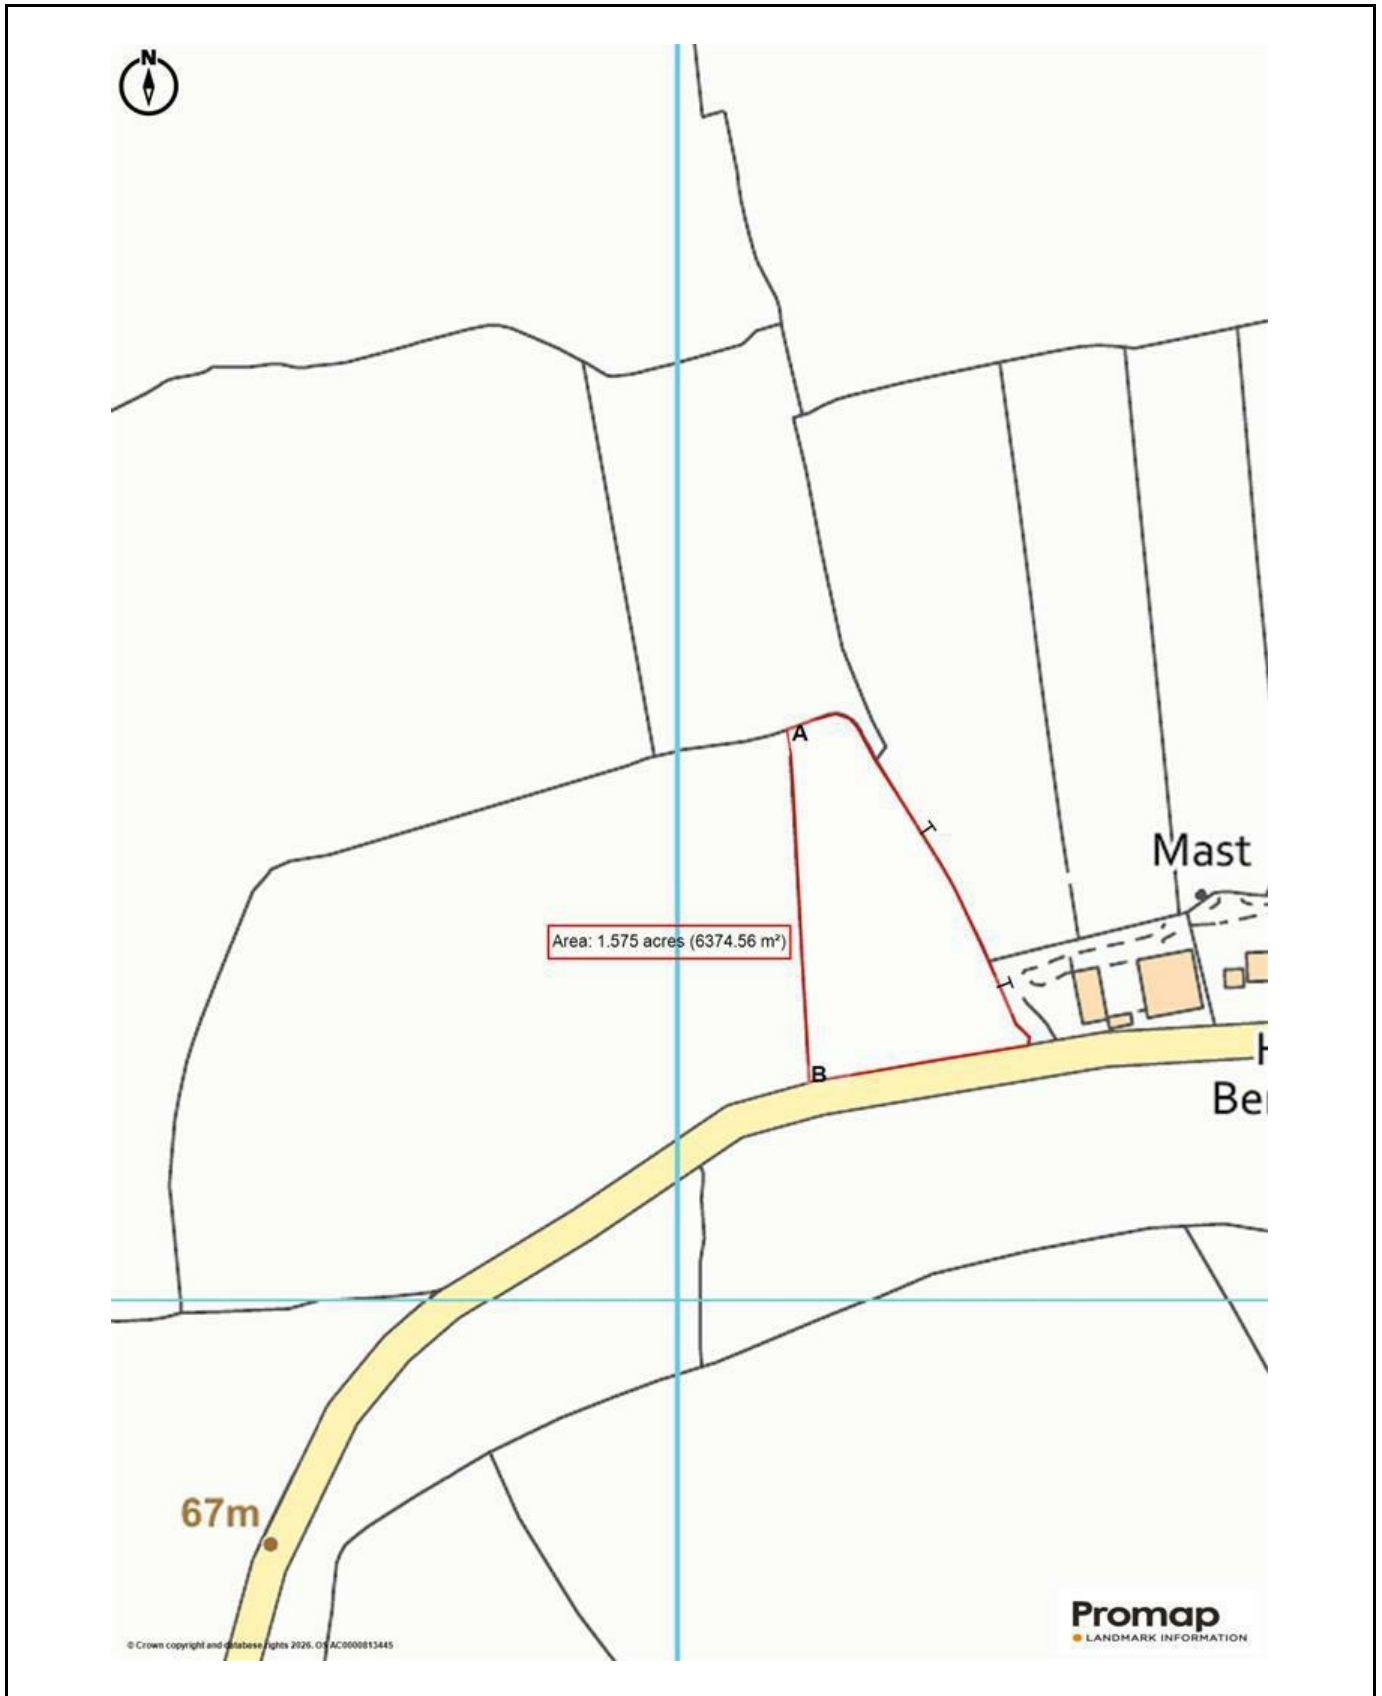 N
A
T
Mast
Area: 1.575 acres (6374.56 m²)
T
B
67m
Promap
LANDMARK INFORMATION
© Crown copyright and database rights 2026. OS AC0000813445